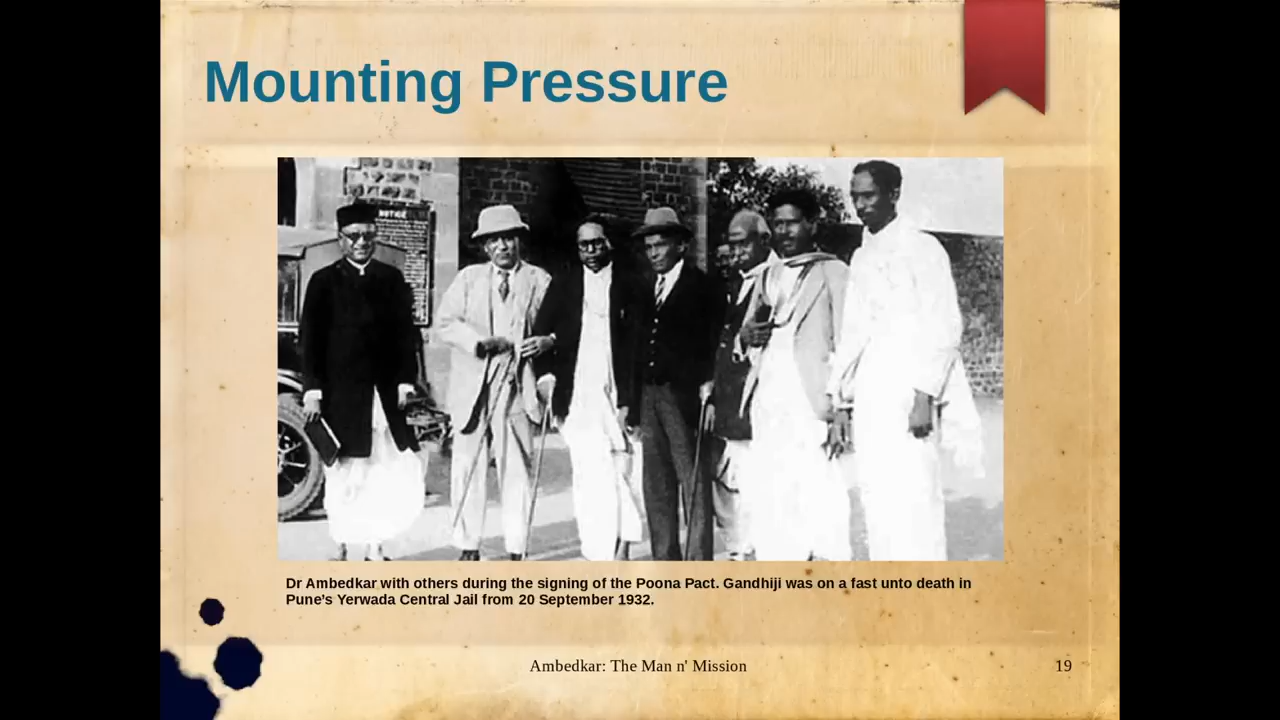 Mounting Pressure
NOTICE
Dr Ambedkar with others during the signing of the Poona Pact. Gandhiji was on a fast unto death in
Pune's Yerwada Central Jail from 20 September 1932.
Ambedkar: The Man n' Mission
19